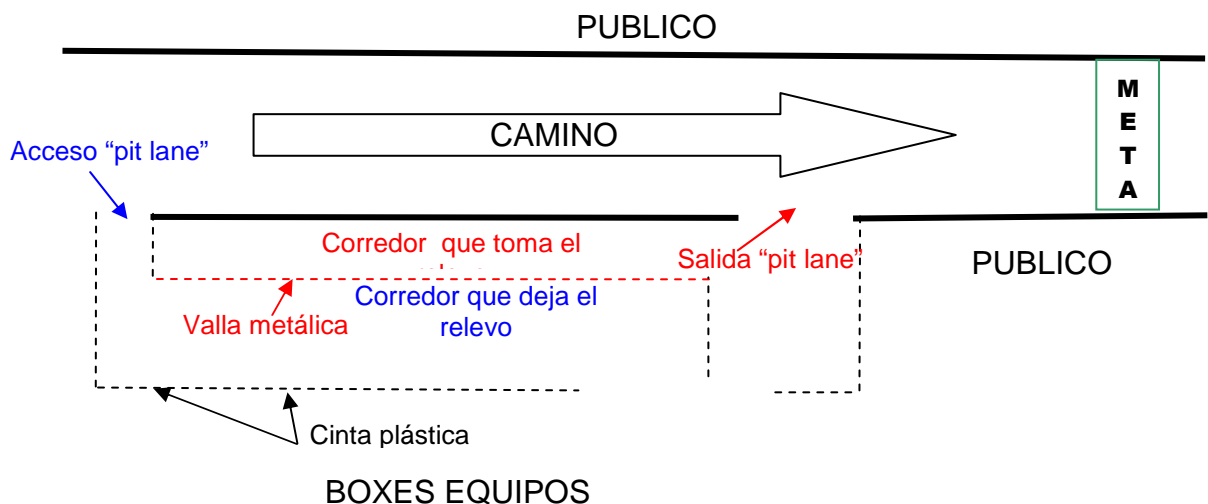 PUBLICO
CAMINO
M
E
T
A
Acceso “pit lane”
Corredor que toma el
Salida “pit lane”
PUBLICO
Corredor que deja el
relevo
Valla metálica
Cinta plástica
BOXES EQUIPOS